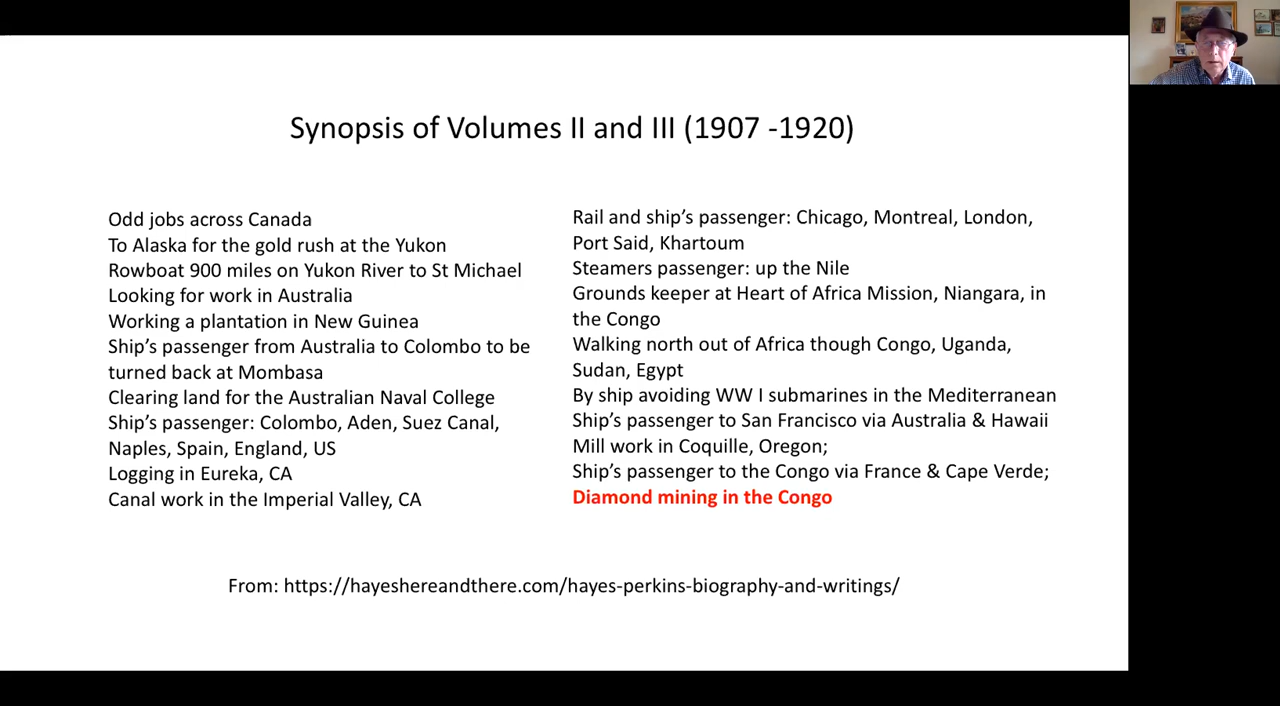 Synopsis of Volumes II and III (1907 -1920)
Odd jobs across Canada
To Alaska for the gold rush at the Yukon
Rowboat 900 miles on Yukon River to St Michael
Looking for work in Australia
Working a plantation in New Guinea
Ship's passenger from Australia to Colombo to be
turned back at Mombasa
Clearing land for the Australian Naval College
Ship's passenger: Colombo, Aden, Suez Canal,
Naples, Spain, England, US
Logging in Eureka, CA
Canal work in the Imperial Valley, CA
Rail and ship's passenger: Chicago, Montreal, London,
Port Said, Khartoum
Steamers passenger: up the Nile
Grounds keeper at Heart of Africa Mission, Niangara, in
the Congo
Walking north out of Africa though Congo, Uganda,
Sudan, Egypt
By ship avoiding WW I submarines in the Mediterranean
Ship's passenger to San Francisco via Australia & Hawaii
Mill work in Coquille, Oregon;
Ship's passenger to the Congo via France & Cape Verde;
Diamond mining in the Congo
From: https://hayeshereandthere.com/hayes-perkins-biography-and-writings/